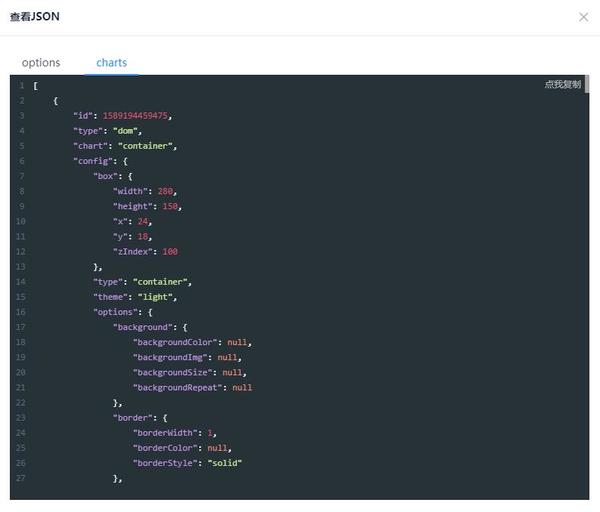 查看JSON
options charts
点我复制
1 [
2 {
3 "id": 1589194459475,
4 "type": "dom",
5 "chart": "container",
6 "config": {
7 "box": {
8 "width": 280,
9 "height": 150,
10 "x": 24,
11 "y": 18,
12 "zIndex": 100
13 },
14 "type": "container",
15 "theme": "light",
16 "options": {
17 "background": {
18 "backgroundColor": null,
19 "backgroundImg": null,
20 "backgroundSize": null,
21 "backgroundRepeat": null
22 },
23 "border": {
24 "borderWidth": 1,
25 "borderColor": null,
26 "borderStyle": "solid"
27 },